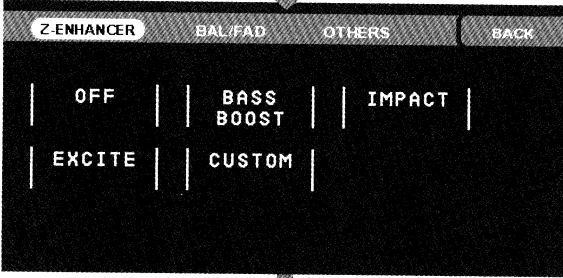 Z-ENHANCER BAL/FAD OTHERS BACK
OFF BASS BOOST IMPACT
EXCITE CUSTOM